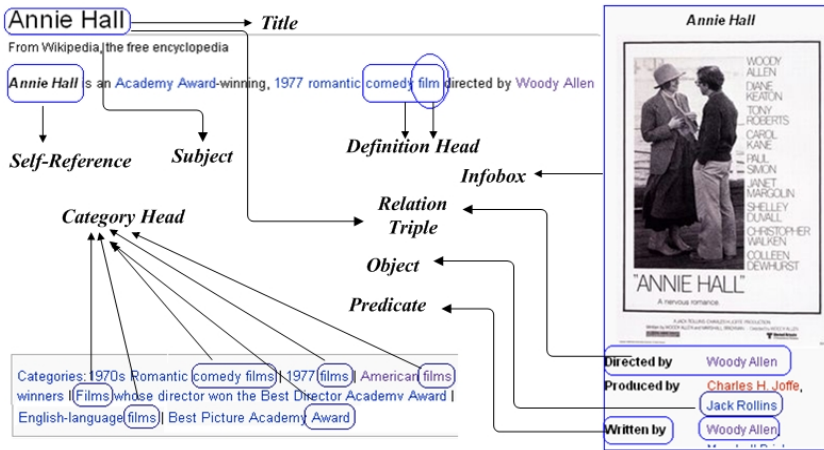 Annie Hall
Title
From Wikipedia, the free encyclopedia
Annie Hall is an Academy Award-winning, 1977 romantic comedy film directed by Woody Allen
Self-Reference
Subject
Definition Head
Infobox
Category Head
Relation
Triple
Object
Predicate
Categories: 1970s Romantic comedy films | 1977 films | American films
winners | Films whose director won the Best Director Academy Award |
English-language films | Best Picture Academy Award
Annie Hall
WOODY
ALLEN
DIANE
KEATON
TONY
ROBERTS
CAROL
KANE
PAUL
SIMON
JANET
MARGOLIN
SHELLEY
DUVALL
CHRISTOPHER
WALKEN
COLLEEN
DEWHURST
"ANNIE HALL"
A nervous romance.
A JACK ROLLINS-CHARLES H. JOFFE PRODUCTION
Directed by Woody Allen
Produced by Charles H. Joffe,
Jack Rollins
Written by Woody Allen,